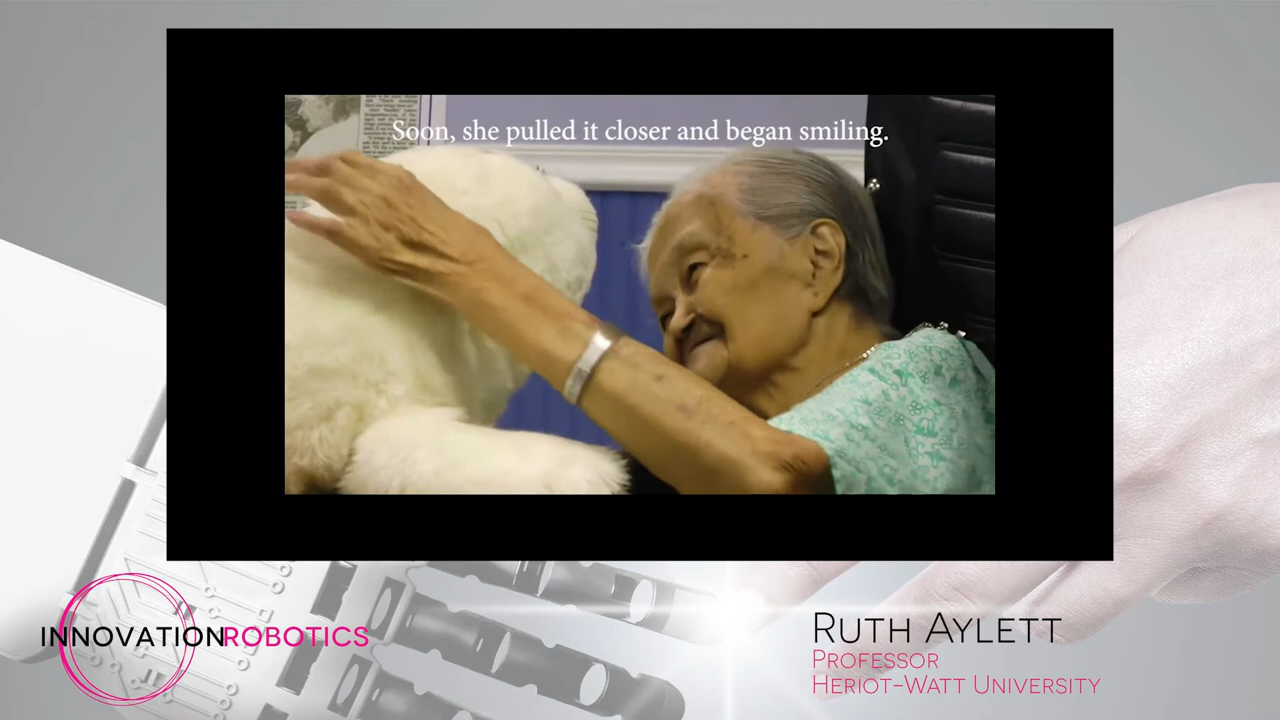 Soon, she pulled it closer and began smiling.
INNOVATIONROBOTICS
RUTH AYLETT
PROFESSOR
HERIOT-WATT UNIVERSITY